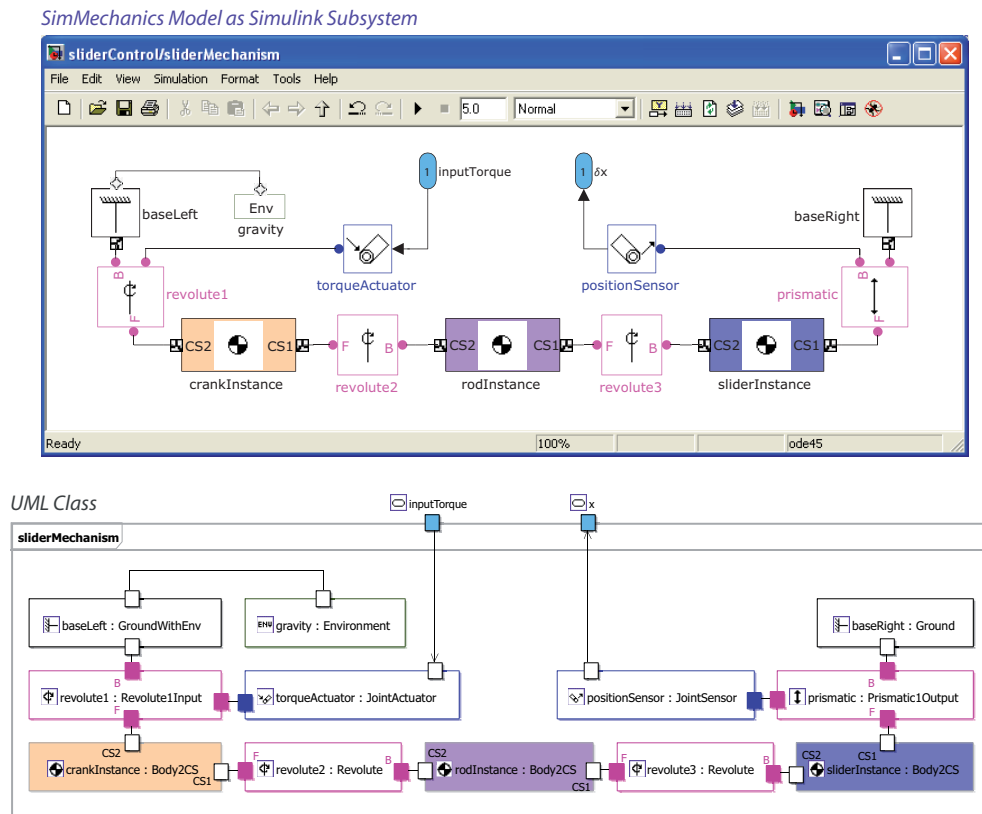 SimMechanics Model as Simulink Subsystem
sliderControl/sliderMechanism
File Edit View Simulation Format Tools Help
5.0 Normal
1 inputTorque
1 δx
baseLeft
Env
gravity
baseRight
torqueActuator
positionSensor
B
revolute1
F
B
prismatic
F
CS2 CS1
crankInstance
F B
revolute2
CS2 CS1
rodInstance
F B
revolute3
CS2 CS1
sliderInstance
Ready 100% ode45
UML Class
inputTorque
x
sliderMechanism
baseLeft : GroundWithEnv
ENV gravity : Environment
baseRight : Ground
B
revolute1 : Revolute1Input
F
torqueActuator : JointActuator
positionSensor : JointSensor
B
prismatic : Prismatic1Output
F
CS2
crankInstance : Body2CS
CS1
F
revolute2 : Revolute
B
CS2
rodInstance : Body2CS
CS1
F
revolute3 : Revolute
B
CS2 CS1
sliderInstance : Body2CS